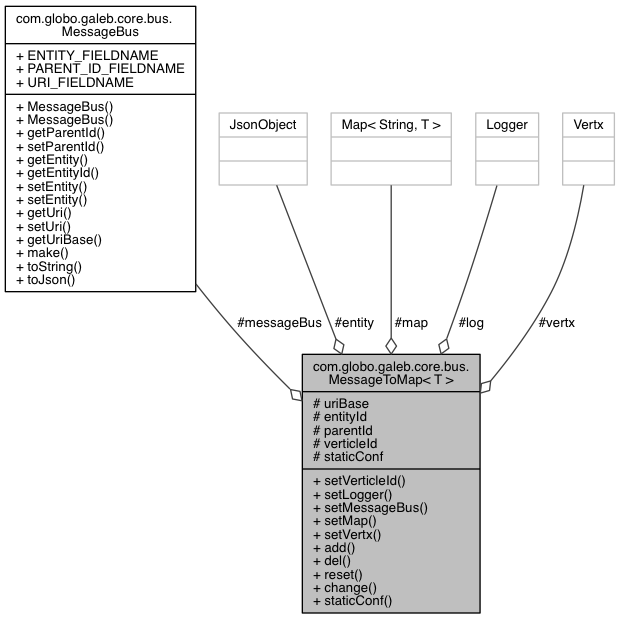 com.globo.galeb.core.bus.
MessageBus
+ ENTITY_FIELDNAME
+ PARENT_ID_FIELDNAME
+ URI_FIELDNAME
+ MessageBus()
+ MessageBus()
+ getParentId()
+ setParentId()
+ getEntity()
+ getEntityId()
+ setEntity()
+ setEntity()
+ getUri()
+ setUri()
+ getUriBase()
+ make()
+ toString()
+ toJson()
JsonObject
Map< String, T >
Logger
Vertx
#messageBus
#entity
#map
#log
#vertx
com.globo.galeb.core.bus.
MessageToMap< T >
# uriBase
# entityId
# parentId
# verticleId
# staticConf
+ setVerticleId()
+ setLogger()
+ setMessageBus()
+ setMap()
+ setVertx()
+ add()
+ del()
+ reset()
+ change()
+ staticConf()